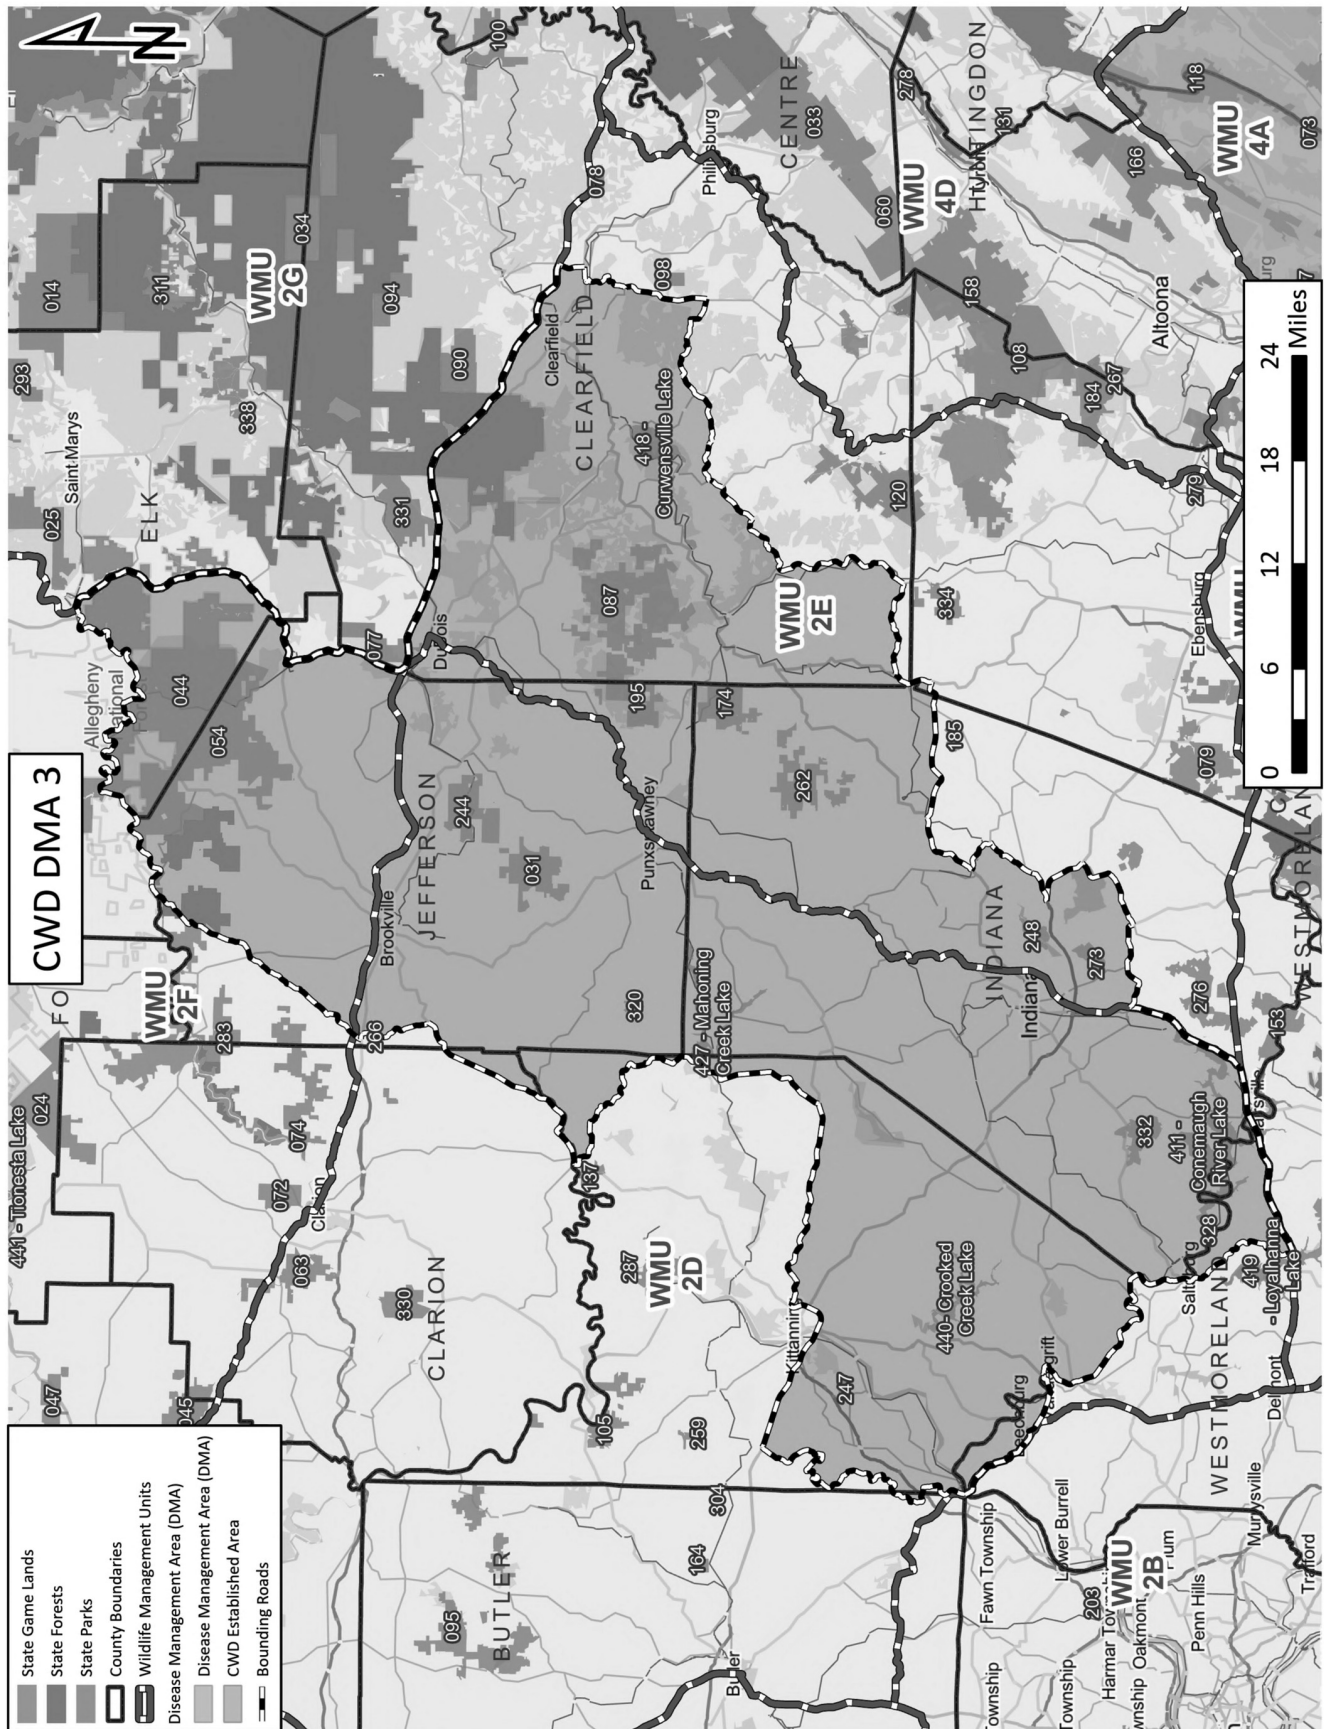 CWD DMA 3
N
State Game Lands
State Forests
State Parks
County Boundaries
Wildlife Management Units
Disease Management Area (DMA)
Disease Management Area (DMA)
CWD Established Area
Bounding Roads
441 - Tionesta Lake
024
047
045
FO
WMU
2F
283
074
072
063
Clarion
330
CLARION
266
Allegheny
National
044
054
025
Saint Marys
ELK
293
014
311
338
WMU
2G
034
094
090
331
077
078
100
Brookville
JEFFERSON
244
031
DuBois
Clearfield
CLEARFIELD
087
418 -
Curwensville Lake
098
Philipsburg
CENTRE
033
060
278
WMU
4D
HUNTINGDON
131
118
166
WMU
4A
073
158
108
184
267
Altoona
120
279
334
Ebensburg
WMU
2E
195
174
Punxsutawney
320
427 - Mahoning
Creek Lake
262
185
079
INDIANA
Indiana
248
273
276
153
332
411 -
Conemaugh
River Lake
328
419
- Loyalhanna
Lake
WESTMORELAND
WESTMORELAN
Delmont
137
105
287
WMU
2D
259
304
164
Kittanning
247
440- Crooked
Creek Lake
095
BUTLER
Butler
Fawn Township
Lower Burrell
203
WMU
2B
Plum
Oakmont
Penn Hills
Murrysville
Trafford
Township
Township
0 6 12 18 24
Miles